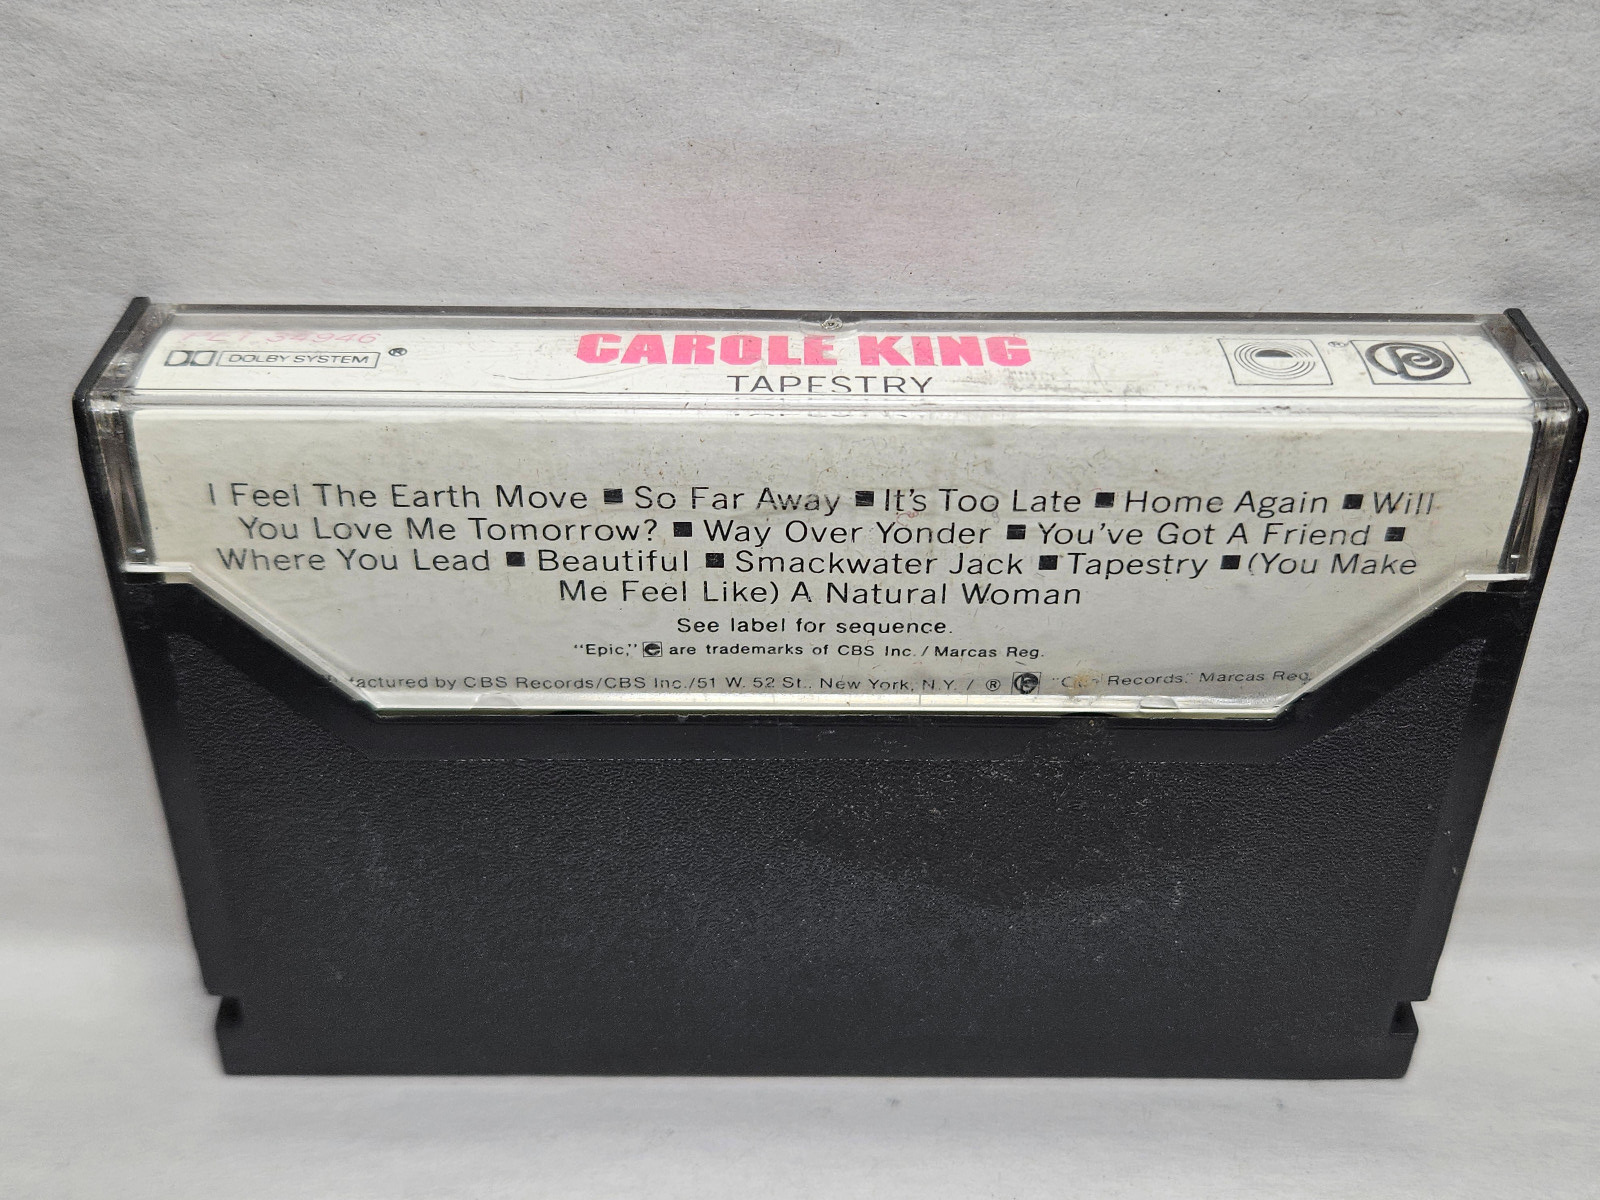 PET 34946
DOLBY SYSTEM ®
CAROLE KING
TAPESTRY
I Feel The Earth Move ■ So Far Away ■ It's Too Late ■ Home Again ■ Will
You Love Me Tomorrow? ■ Way Over Yonder ■ You've Got A Friend ■
Where You Lead ■ Beautiful ■ Smackwater Jack ■ Tapestry ■ (You Make
Me Feel Like) A Natural Woman
See label for sequence.
"Epic," are trademarks of CBS Inc. / Marcas Reg.
factured by CBS Records/CBS Inc./51 W. 52 St., New York, N.Y. / ® Records." Marcas Reg.